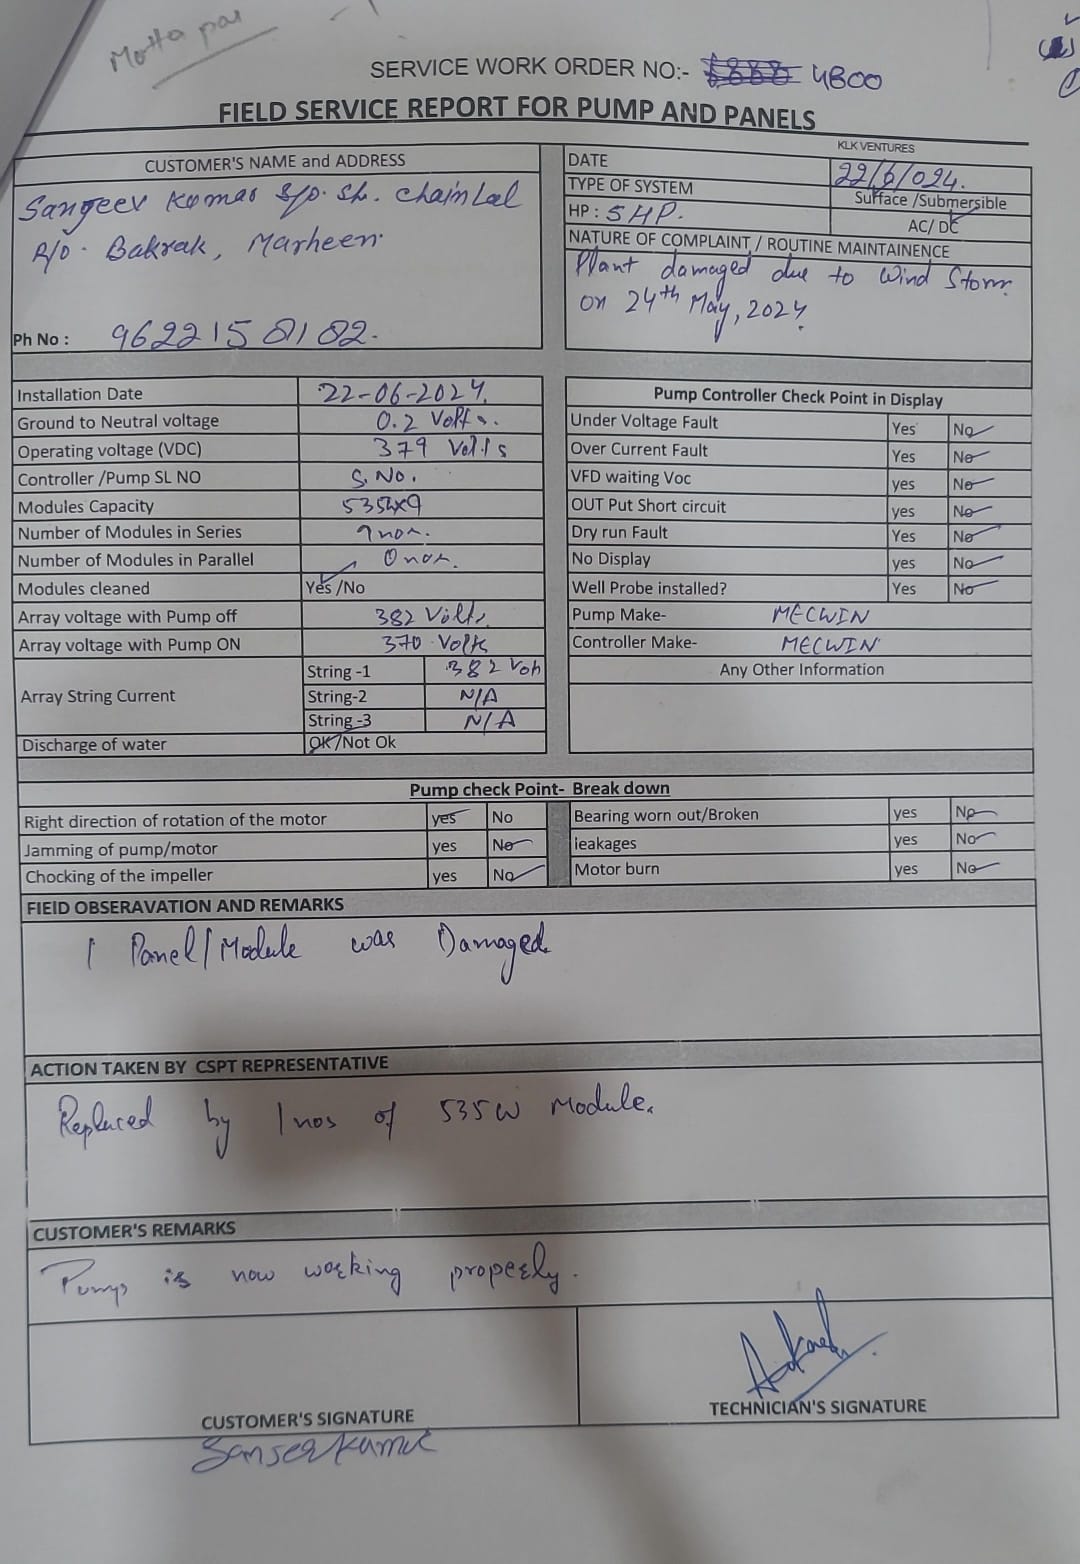 Motta par
SERVICE WORK ORDER NO:- 4800
FIELD SERVICE REPORT FOR PUMP AND PANELS
KLK VENTURES
CUSTOMER'S NAME and ADDRESS
Sangeev Kumar S/o. Sh. Chain Lal
R/o. Bakrak, Marheen
Ph No : 9622158182.
DATE 22/6/024.
TYPE OF SYSTEM Surface /Submersible
HP : 5HP. AC/ DC
NATURE OF COMPLAINT / ROUTINE MAINTAINENCE
Plant damaged due to Wind Storm
on 24th May, 2024
Installation Date 22-06-2024.
Ground to Neutral voltage 0.2 Volts.
Operating voltage (VDC) 379 Volts
Controller /Pump SL NO S. No.
Modules Capacity 535Wx9
Number of Modules in Series 9 nos.
Number of Modules in Parallel 0 nos.
Modules cleaned Yes /No
Array voltage with Pump off 382 Volts
Array voltage with Pump ON 370 Volts
Array String Current
String -1 382 Volt
String-2 N/A
String -3 N/A
Discharge of water OK/Not Ok
Pump Controller Check Point in Display
Under Voltage Fault Yes No
Over Current Fault Yes No
VFD waiting Voc yes No
OUT Put Short circuit yes No
Dry run Fault Yes No
No Display yes No
Well Probe installed? Yes No
Pump Make- MECWIN
Controller Make- MECWIN
Any Other Information
Pump check Point- Break down
Right direction of rotation of the motor yes No
Jamming of pump/motor yes No
Chocking of the impeller yes No
Bearing worn out/Broken yes No
leakages yes No
Motor burn yes No
FIEID OBSERAVATION AND REMARKS
1 Panel/Module was Damaged
ACTION TAKEN BY CSPT REPRESENTATIVE
Replaced by 1 nos of 535W Module.
CUSTOMER'S REMARKS
Pump is now working properly.
CUSTOMER'S SIGNATURE
TECHNICIAN'S SIGNATURE